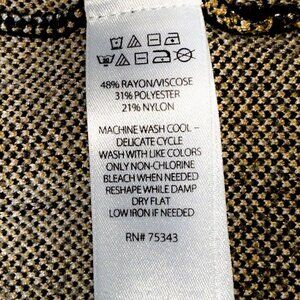 48% RAYON/VISCOSE
31% POLYESTER
21% NYLON
MACHINE WASH COOL –
DELICATE CYCLE
WASH WITH LIKE COLORS
ONLY NON-CHLORINE
BLEACH WHEN NEEDED
RESHAPE WHILE DAMP
DRY FLAT
LOW IRON IF NEEDED
RN# 75343